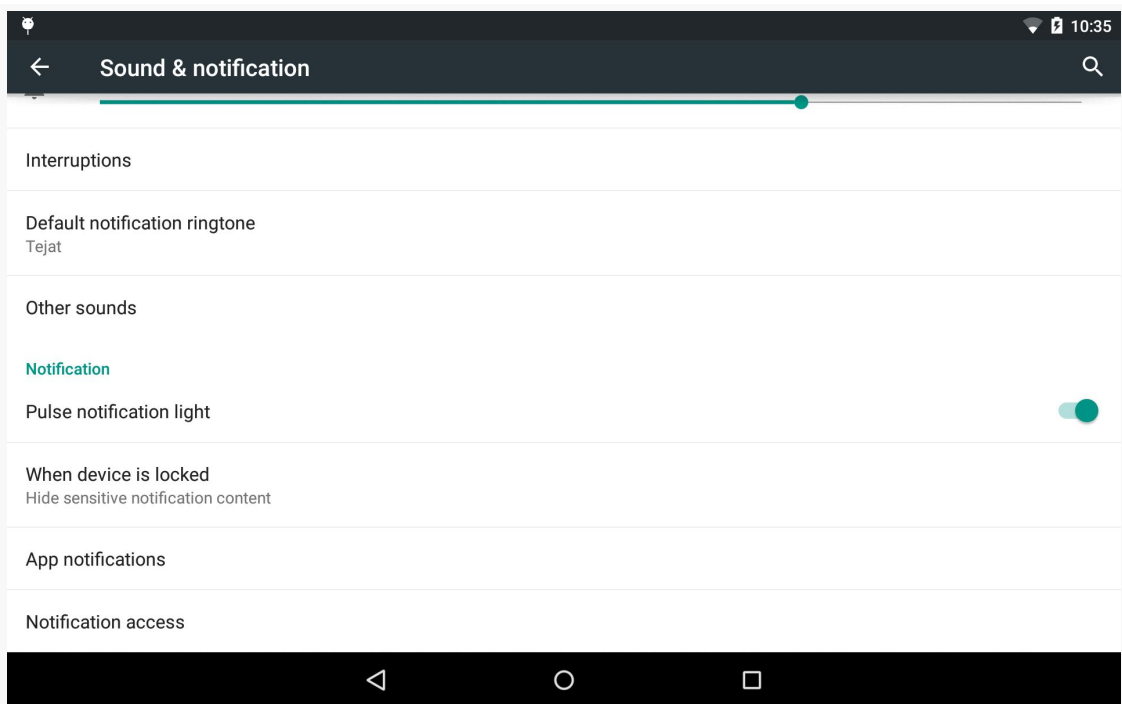 10:35
Sound & notification
Interruptions
Default notification ringtone
Tejat
Other sounds
Notification
Pulse notification light
When device is locked
Hide sensitive notification content
App notifications
Notification access